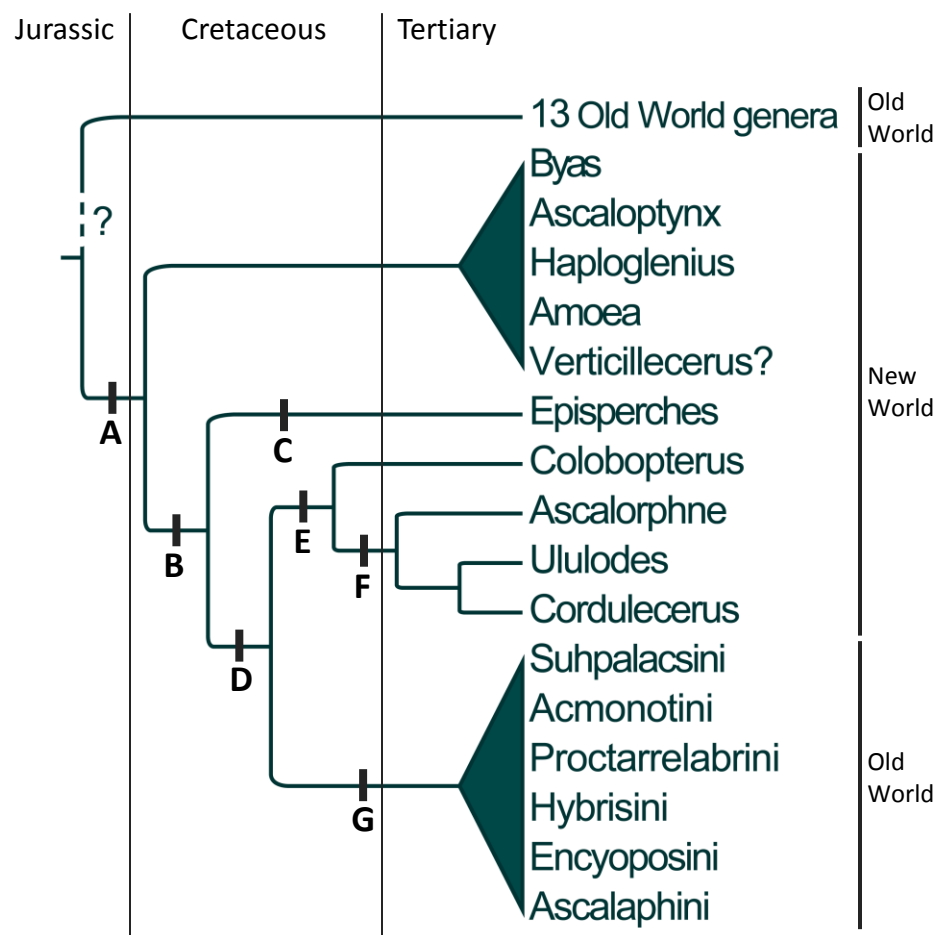 Jurassic
Cretaceous
Tertiary
13 Old World genera
Old
World
Byas
Ascaloptynx
Haploglenius
Amoea
Verticillecerus?
New
World
?
A
Episperches
C
Colobopterus
E
Ascalorphne
B
F
Ululodes
Cordulecerus
Suhpalacsini
D
Acmonotini
Proctarrelabrini
Old
World
G
Hybrisini
Encyoposini
Ascalaphini